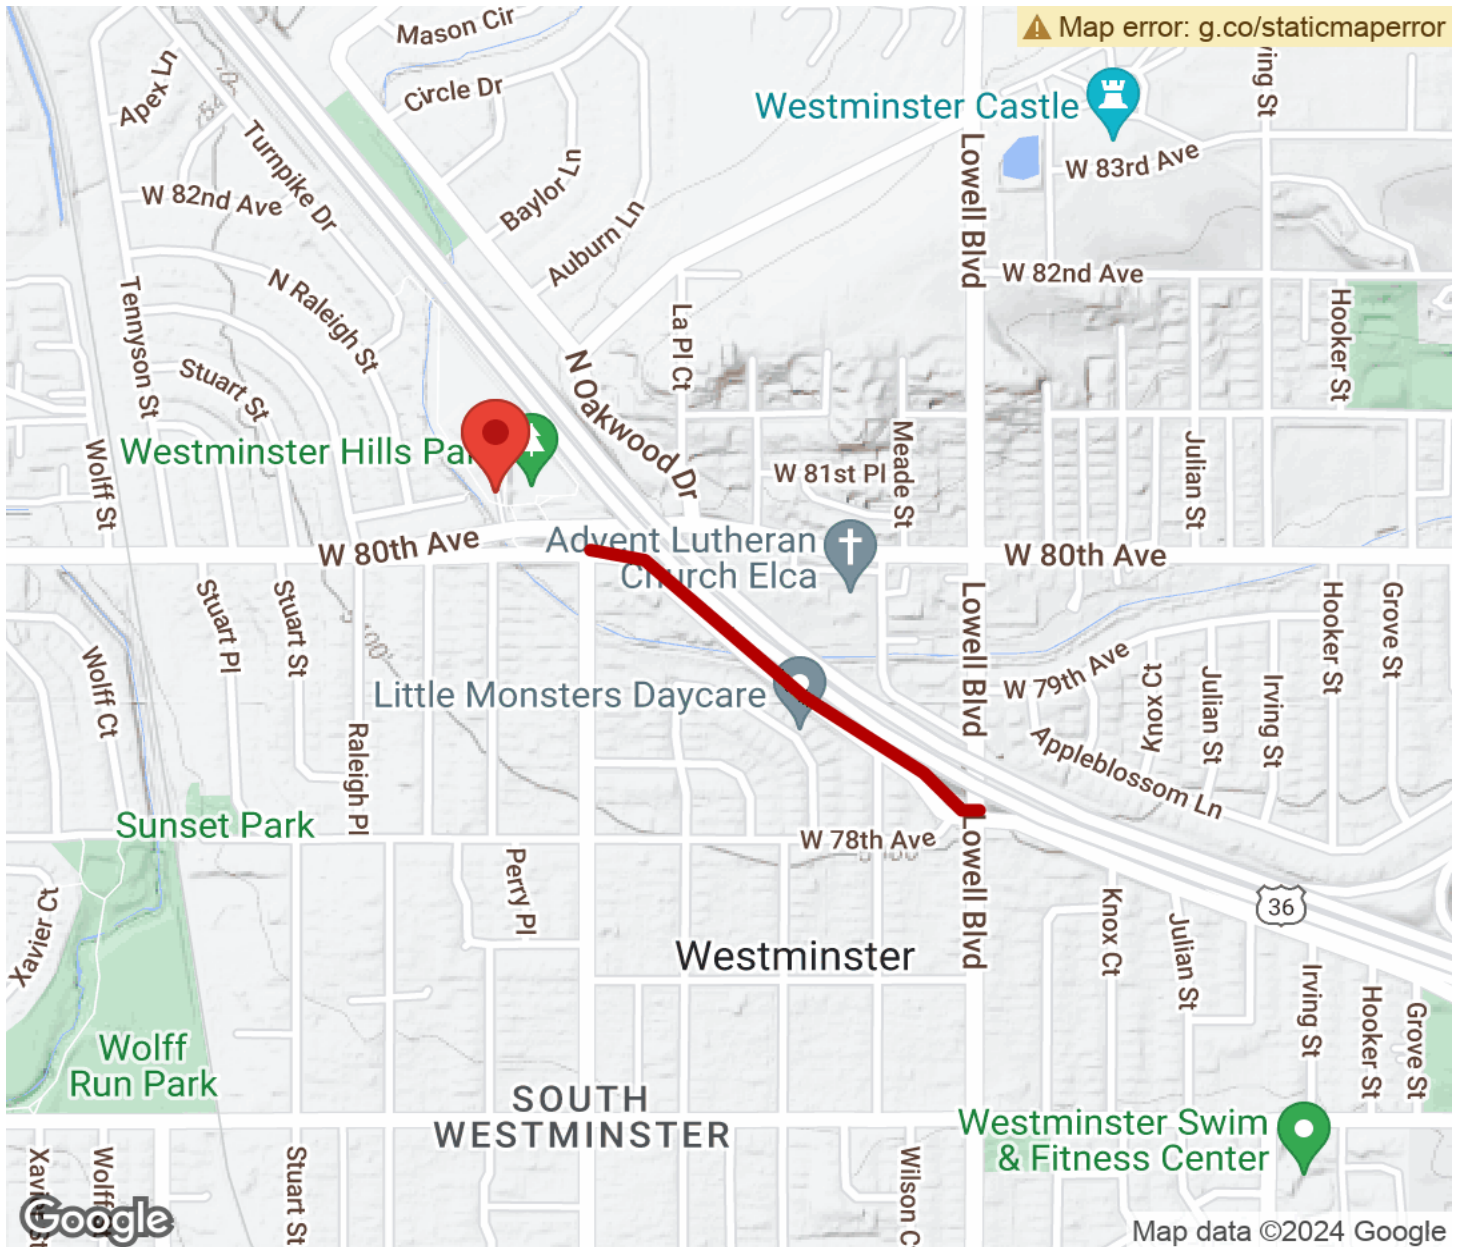 Mason Cir
Map error: g.co/staticmaperror
Apex Ln
Circle Dr
Westminster Castle
Turnpike Dr
Baylor Ln
Lowell Blvd
W 83rd Ave
W 82nd Ave
Auburn Ln
W 82nd Ave
Tennyson St
N Raleigh St
La Pl Ct
Hooker St
Stuart St
N Oakwood Dr
Westminster Hills
Wolff St
W 81st Pl
Meade St
Julian St
W 80th Ave
Advent Lutheran
Church Elca
W 80th Ave
Stuart Pl
Stuart St
Lowell Blvd
Hooker St
Grove St
Wolff Ct
Little Monsters Daycare
W 79th Ave
Knox Ct
Julian St
Irving St
Raleigh Pl
Appleblossom Ln
Sunset Park
W 78th Ave
Perry Pl
Lowell Blvd
36
Xavier Ct
Knox Ct
Julian St
Westminster
Irving St
Hooker St
Grove St
Wolff
Run Park
SOUTH
WESTMINSTER
Westminster Swim
& Fitness Center
Stuart St
Google
Map data ©2024 Google